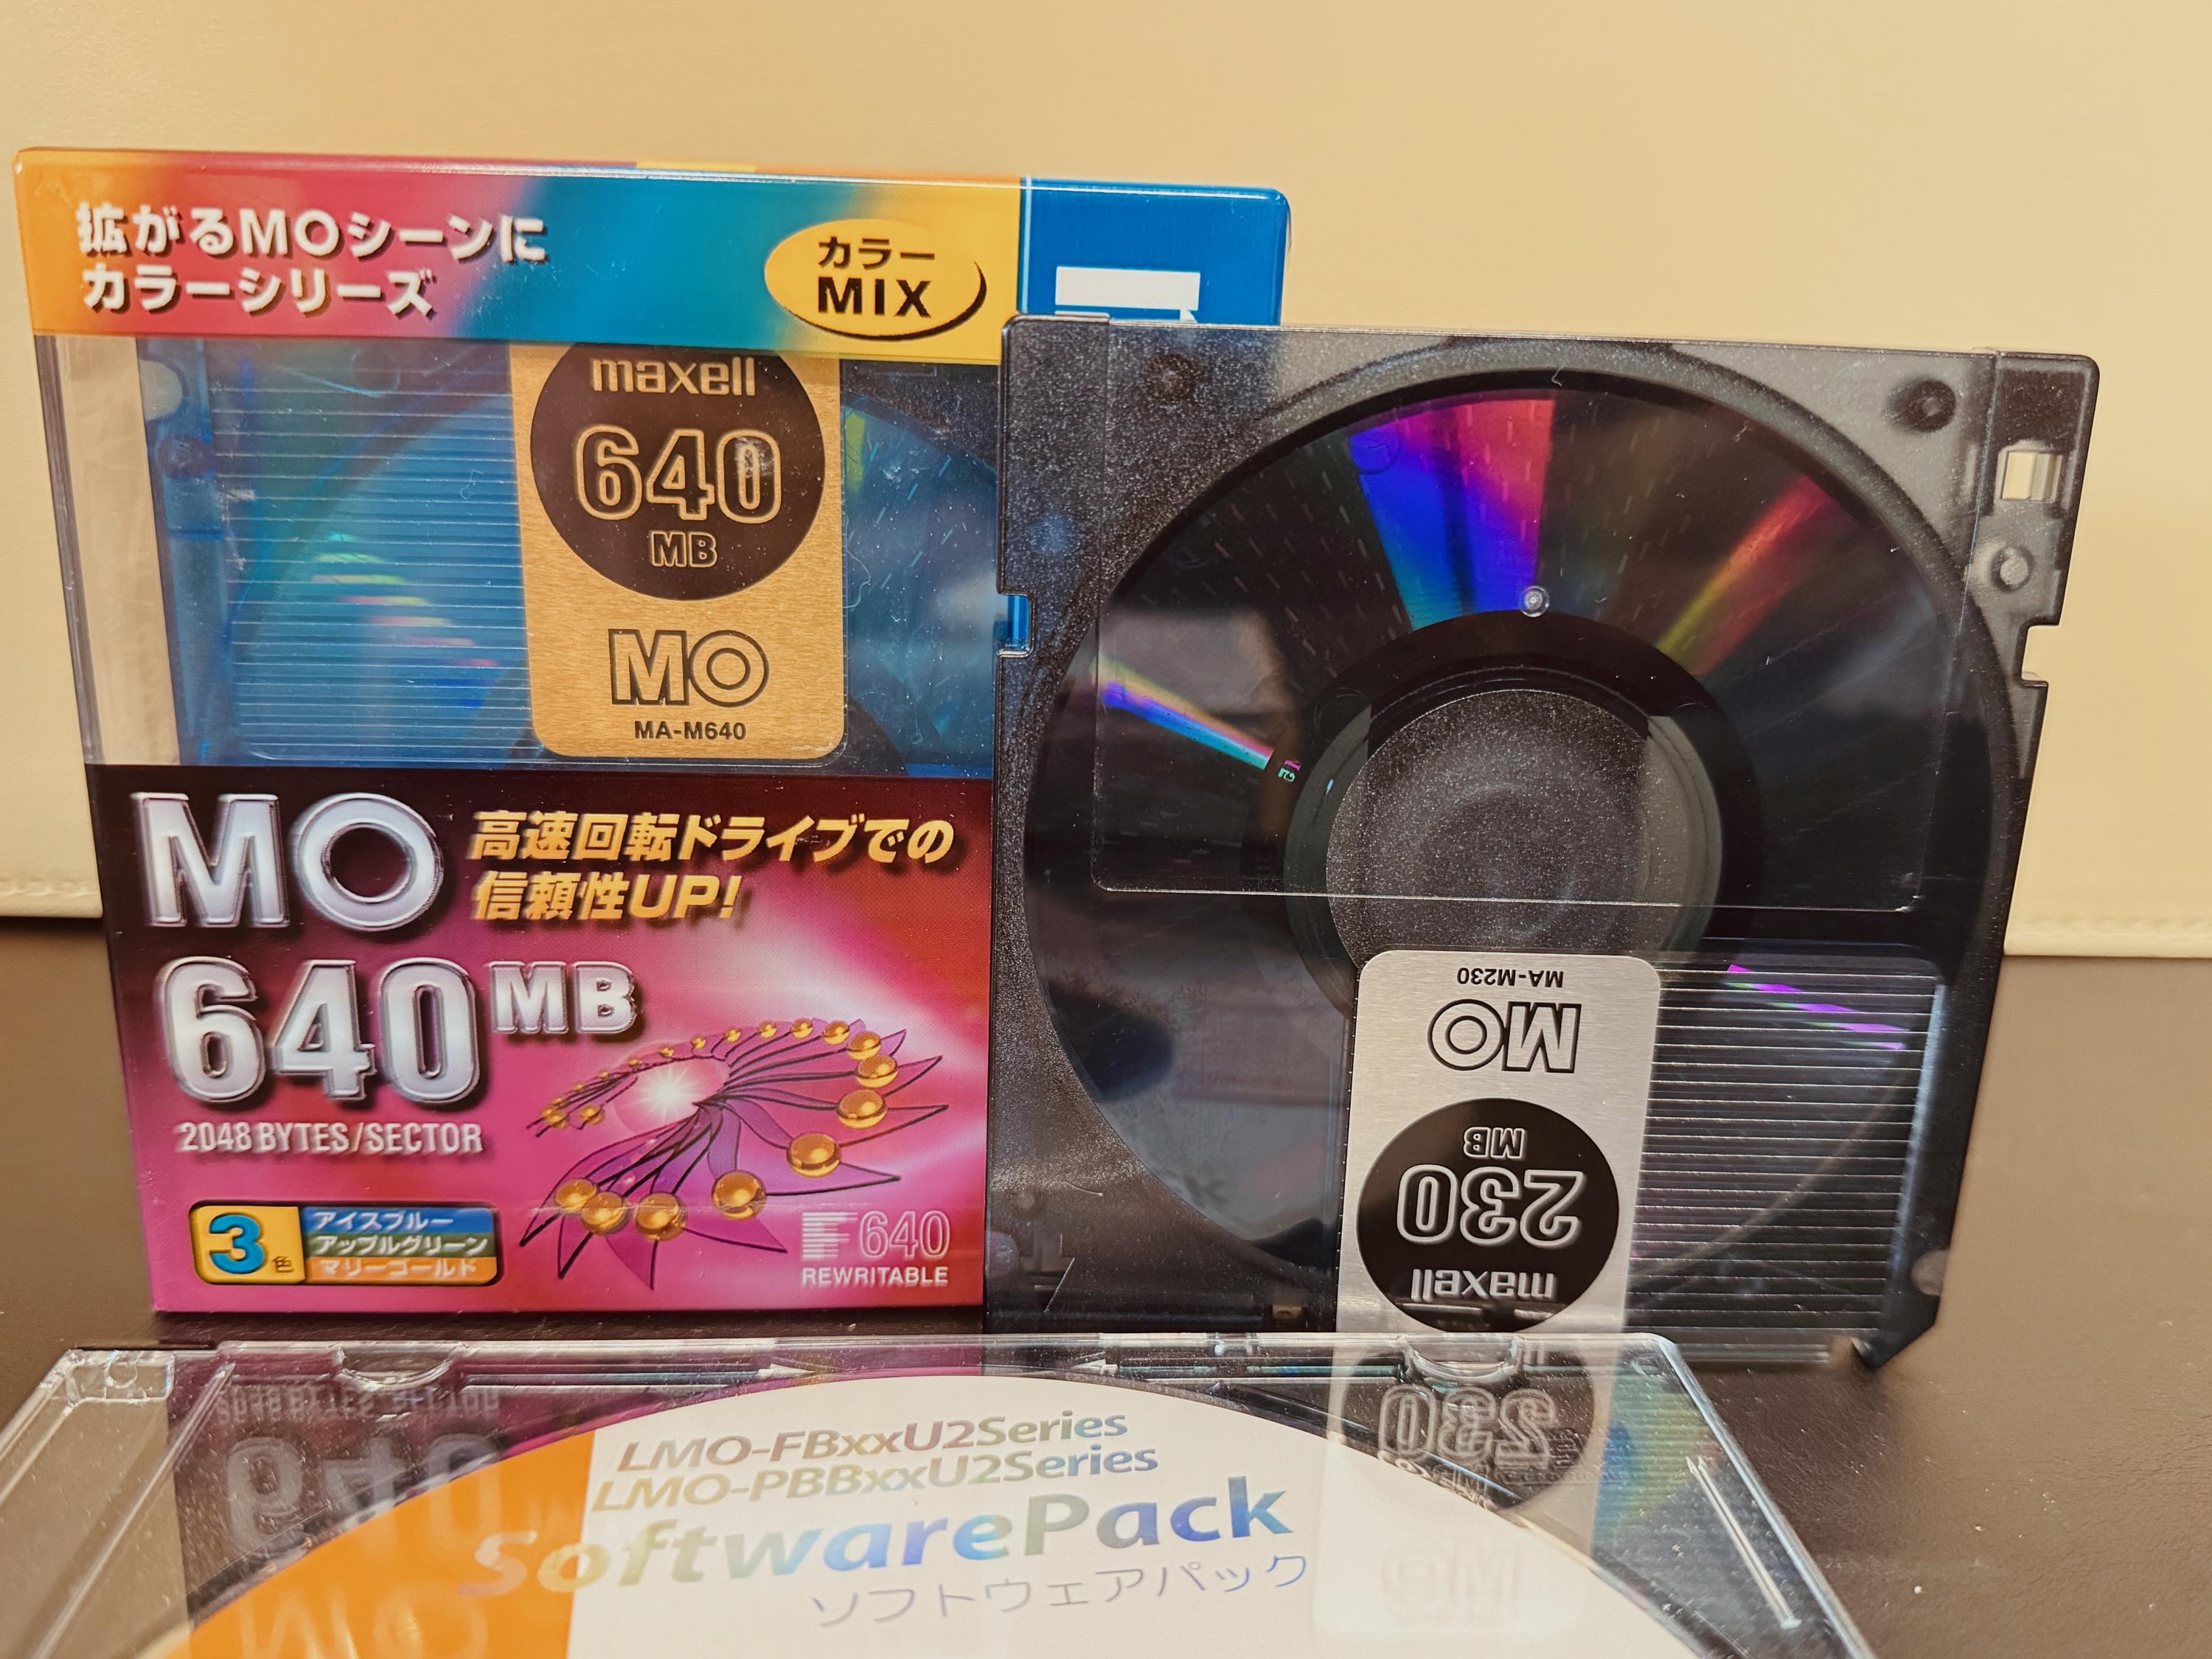 拡がるMOシーンに
カラーシリーズ
カラー
MIX
maxell
640
MB
MO
MA-M640
MO
高速回転ドライブでの
信頼性UP!
640MB
2048 BYTES/SECTOR
3色
アイスブルー
アップルグリーン
マリーゴールド
640
REWRITABLE
MA-M230
MO
MB
230
maxell
LMO-FBxxU2Series
LMO-PBBxxU2Series
SoftwarePack
ソフトウェアパック